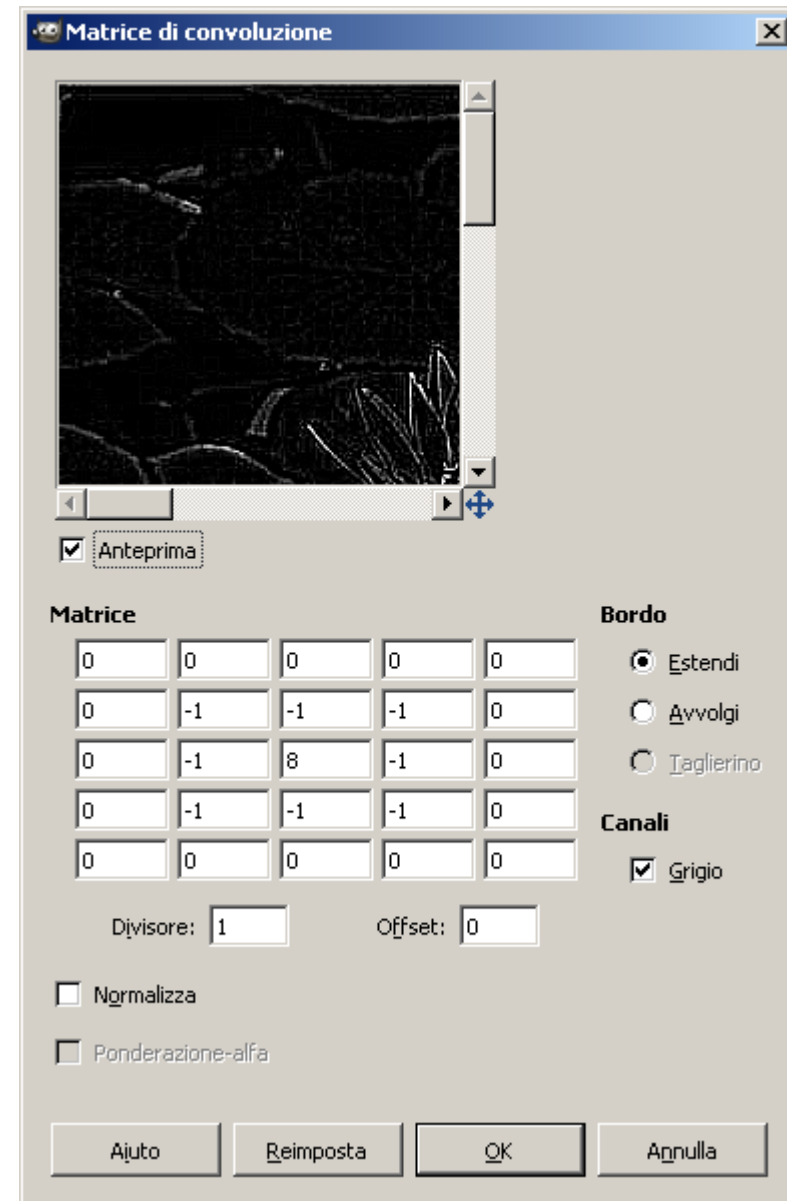 Matrice di convoluzione
Anteprima
Matrice
Bordo
0 0 0 0 0
Estendi
0 -1 -1 -1 0
Avvolgi
0 -1 8 -1 0
Taglierino
0 -1 -1 -1 0
Canali
0 0 0 0 0
Grigio
Divisore: 1 Offset: 0
Normalizza
Ponderazione-alfa
Aiuto Reimposta OK Annulla